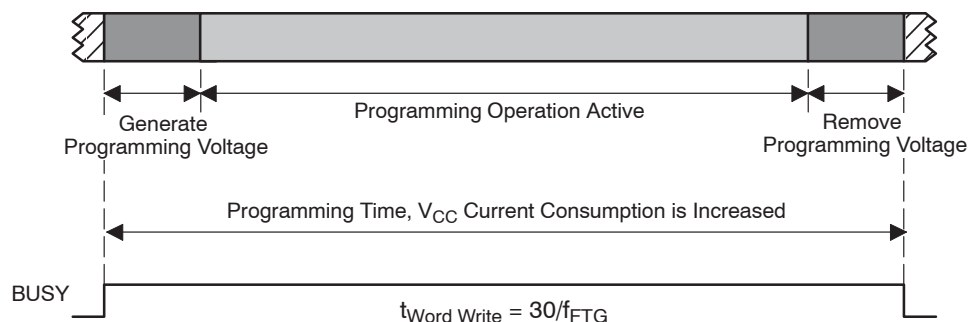 Generate
Programming Voltage
Programming Operation Active
Remove
Programming Voltage
Programming Time, VCC Current Consumption is Increased
BUSY
tWord Write = 30/fFTG